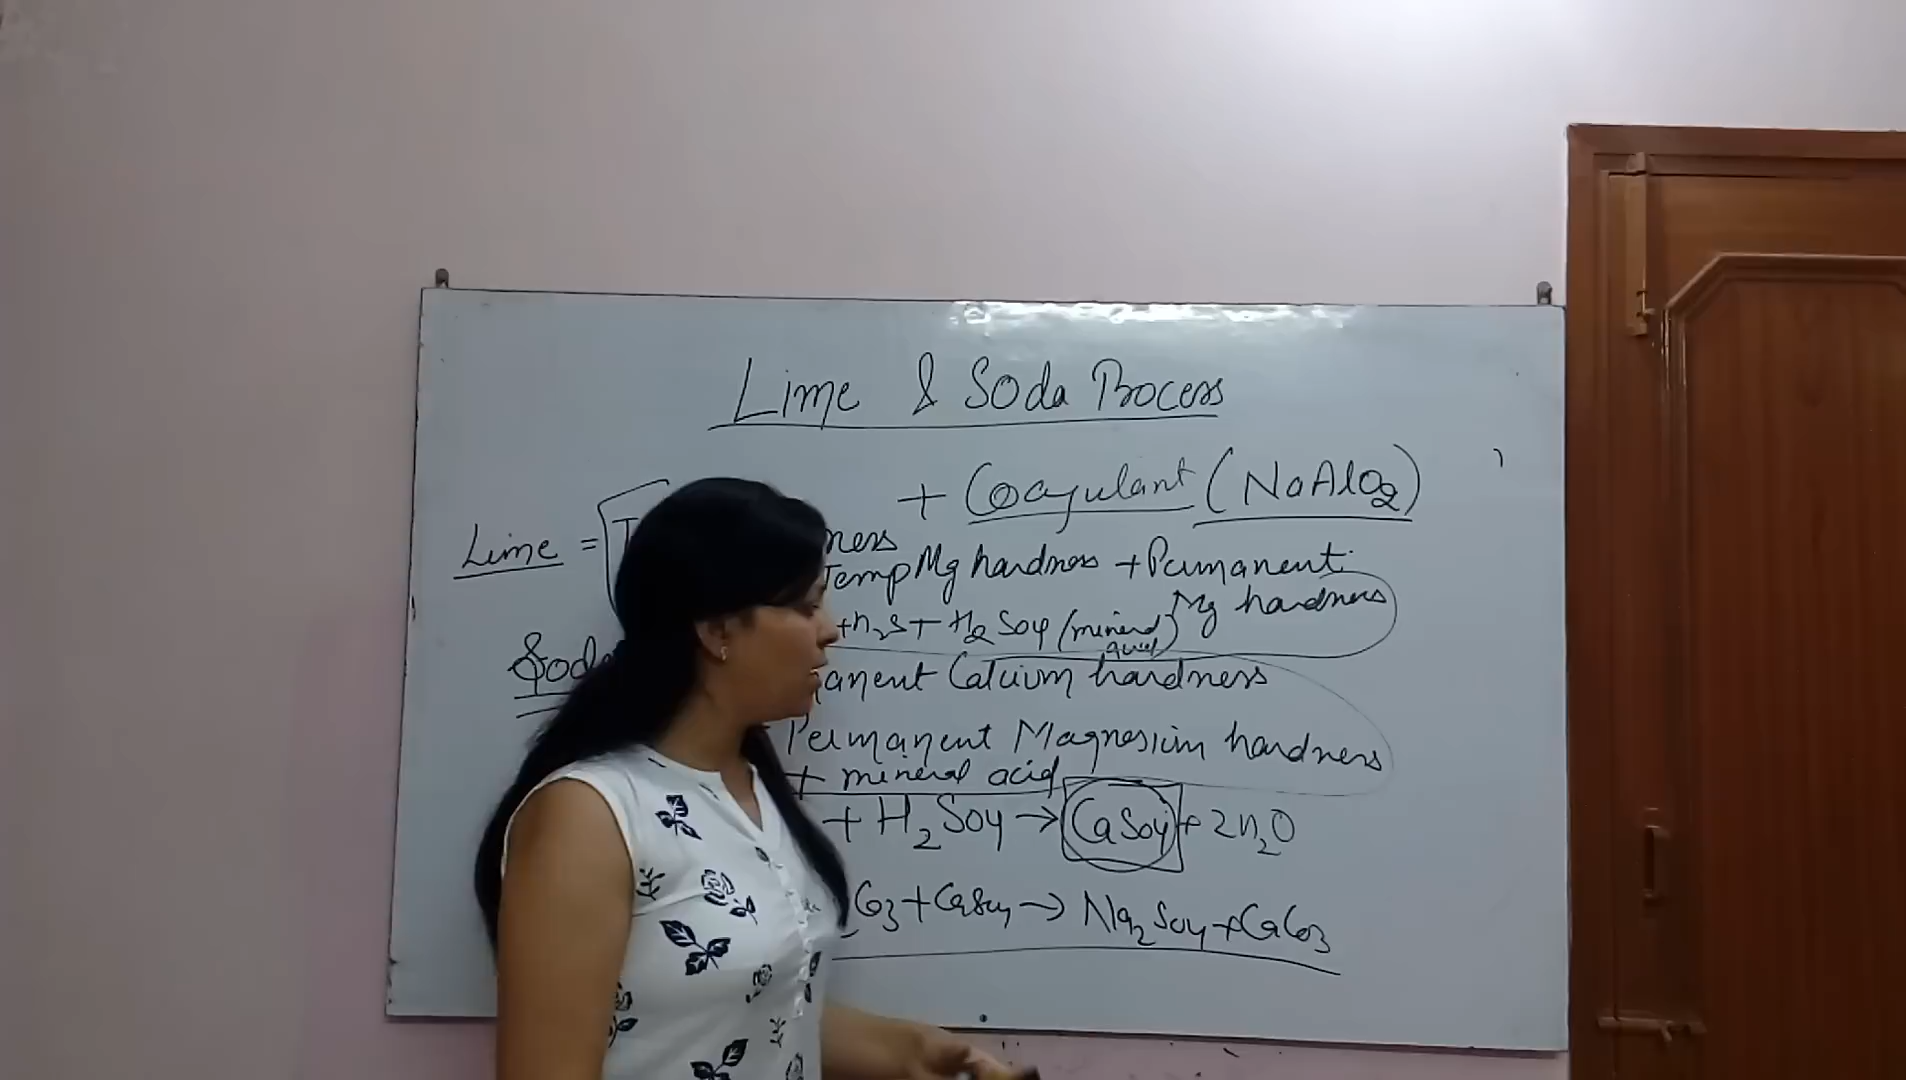 Lime & Soda Process
+ Coagulant (NaAlO2)
Lime = T ness
Temp Mg hardness + Permanent
Mg hardness
+H2S+ H2SO4 (mineral acid)
Soda anent Calcium hardness
Permanent Magnesium hardness
+ mineral acid
+ H2SO4 → CaSO4 + 2H2O
CO3 + CaSO4 → Na2SO4 + CaCO3